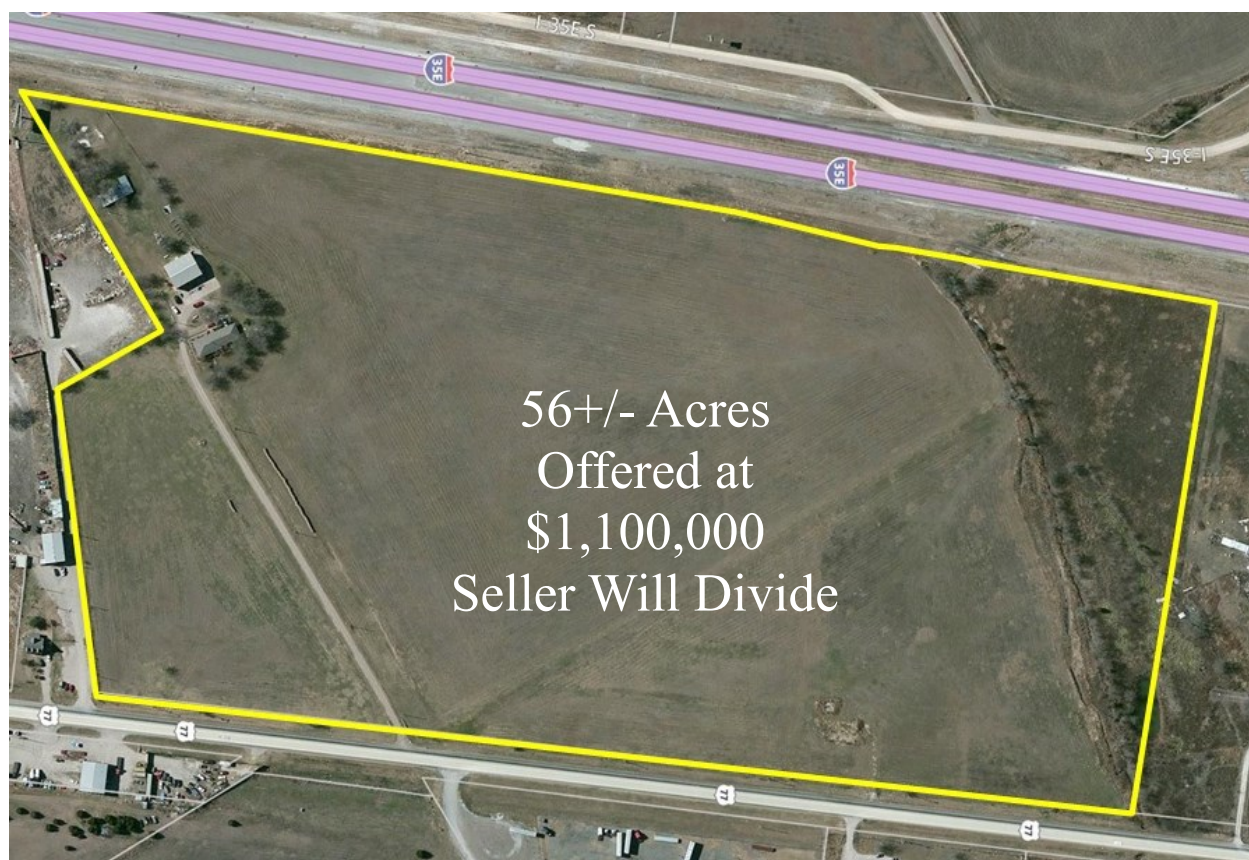 I-35E S
35E
35E
I-35E S
56+/- Acres
Offered at
$1,100,000
Seller Will Divide
77
77
77
77